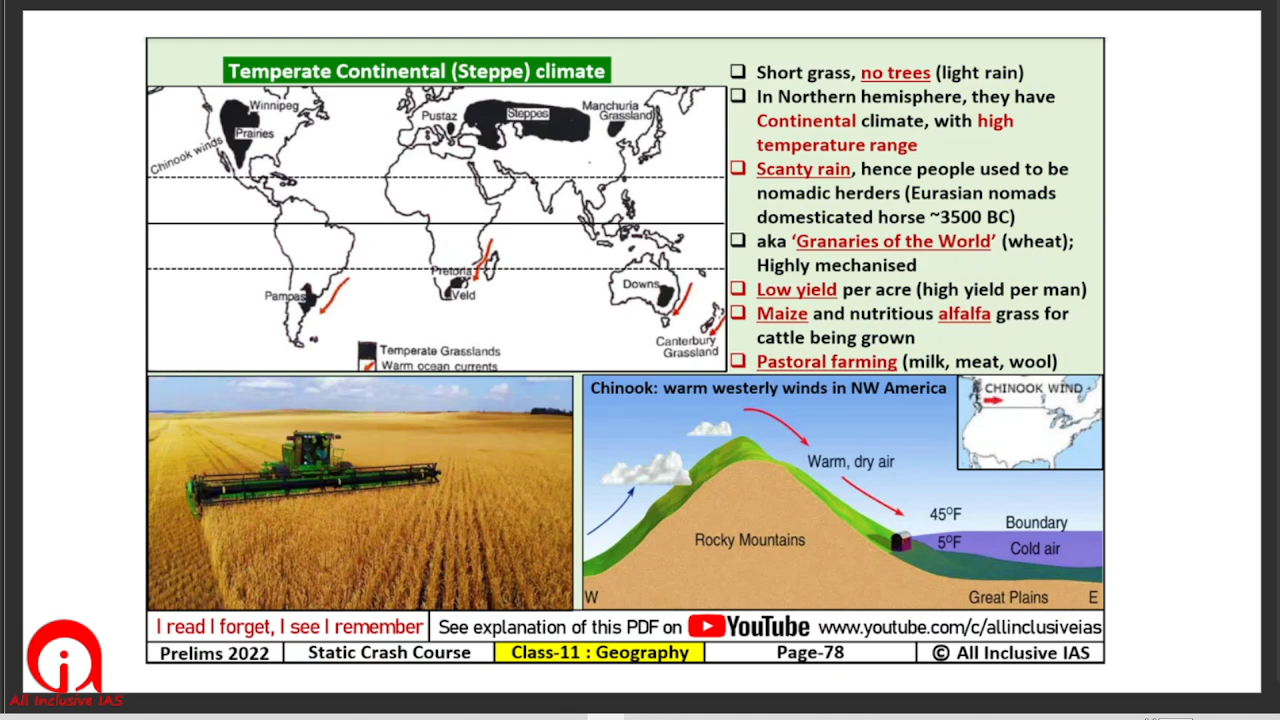 Temperate Continental (Steppe) climate
Winnipeg
Prairies
Chinook winds
Pustaz
Steppes
Manchuria
Grassland
Pretoria
Veld
Pampas
Downs
Canterbury
Grassland
Temperate Grasslands
Warm ocean currents
❑ Short grass, no trees (light rain)
❑ In Northern hemisphere, they have
Continental climate, with high
temperature range
❑ Scanty rain, hence people used to be
nomadic herders (Eurasian nomads
domesticated horse ~3500 BC)
❑ aka ‘Granaries of the World’ (wheat);
Highly mechanised
❑ Low yield per acre (high yield per man)
❑ Maize and nutritious alfalfa grass for
cattle being grown
❑ Pastoral farming (milk, meat, wool)
Chinook: warm westerly winds in NW America
CHINOOK WIND
Warm, dry air
45°F
Boundary
5°F
Cold air
Rocky Mountains
W
Great Plains
E
I read I forget, I see I remember
See explanation of this PDF on YouTube www.youtube.com/c/allinclusiveias
Prelims 2022
Static Crash Course
Class-11 : Geography
Page-78
© All Inclusive IAS
All Inclusive IAS